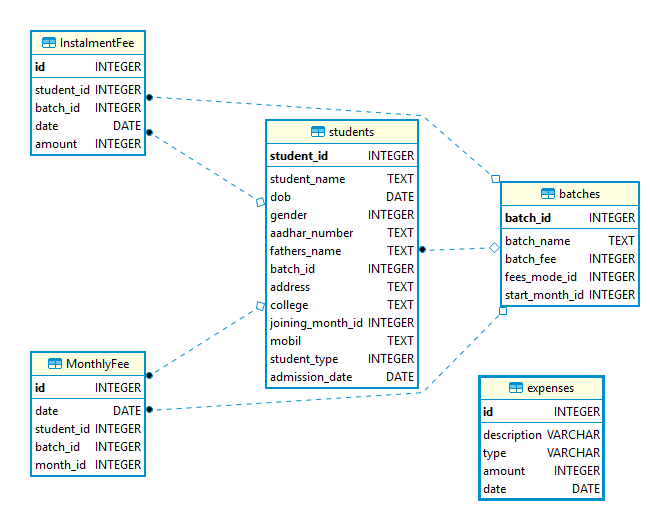 InstalmentFee
id INTEGER
student_id INTEGER
batch_id INTEGER
date DATE
amount INTEGER
students
student_id INTEGER
student_name TEXT
dob DATE
gender INTEGER
aadhar_number TEXT
fathers_name TEXT
batch_id INTEGER
address TEXT
college TEXT
joining_month_id INTEGER
mobil TEXT
student_type INTEGER
admission_date DATE
batches
batch_id INTEGER
batch_name TEXT
batch_fee INTEGER
fees_mode_id INTEGER
start_month_id INTEGER
MonthlyFee
id INTEGER
date DATE
student_id INTEGER
batch_id INTEGER
month_id INTEGER
expenses
id INTEGER
description VARCHAR
type VARCHAR
amount INTEGER
date DATE